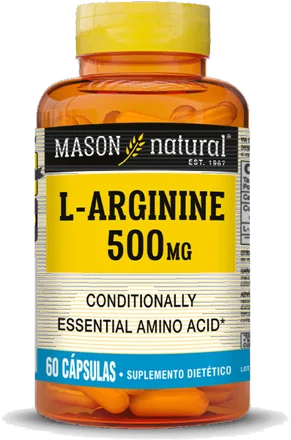 MASON natural®
EST. 1967
L-ARGININE
500MG
CONDITIONALLY
ESSENTIAL AMINO ACID*
60 CÁPSULAS • SUPLEMENTO DIETÉTICO